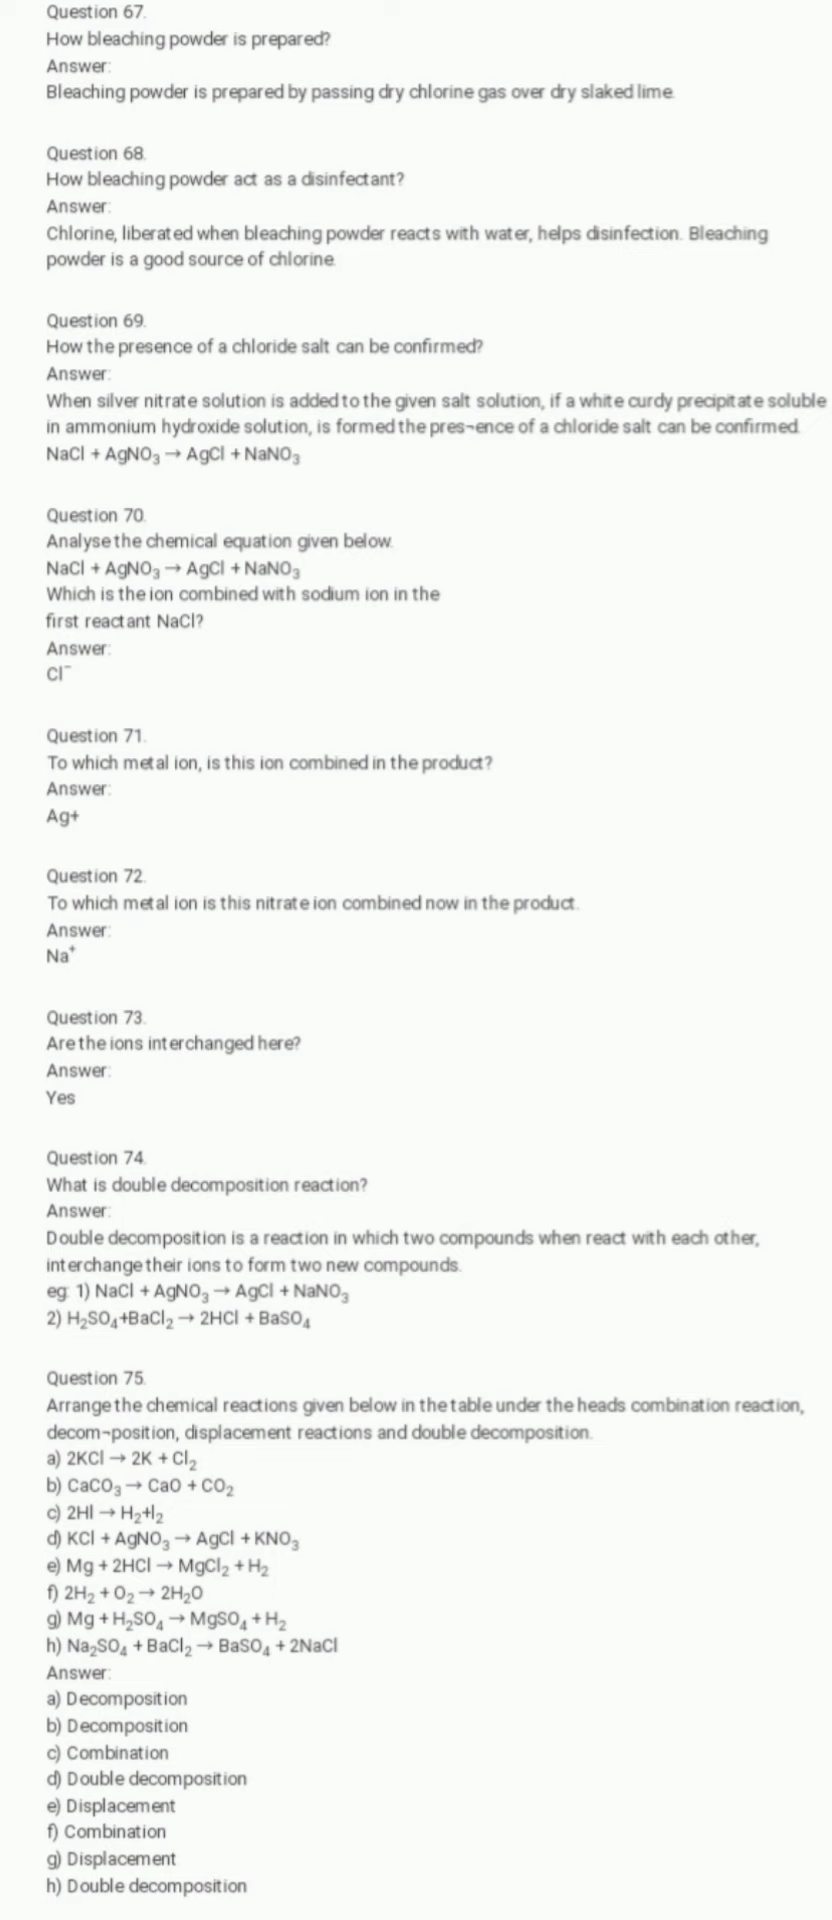 Question 67.
How bleaching powder is prepared?
Answer:
Bleaching powder is prepared by passing dry chlorine gas over dry slaked lime.
Question 68.
How bleaching powder act as a disinfectant?
Answer:
Chlorine, liberated when bleaching powder reacts with water, helps disinfection. Bleaching
powder is a good source of chlorine.
Question 69.
How the presence of a chloride salt can be confirmed?
Answer:
When silver nitrate solution is added to the given salt solution, if a white curdy precipitate soluble
in ammonium hydroxide solution, is formed the pres¬ence of a chloride salt can be confirmed.
NaCl + AgNO₃ → AgCl + NaNO₃
Question 70.
Analyse the chemical equation given below.
NaCl + AgNO₃ → AgCl + NaNO₃
Which is the ion combined with sodium ion in the
first reactant NaCl?
Answer:
Cl⁻
Question 71.
To which metal ion, is this ion combined in the product?
Answer:
Ag+
Question 72.
To which metal ion is this nitrate ion combined now in the product.
Answer:
Na⁺
Question 73.
Are the ions interchanged here?
Answer:
Yes
Question 74.
What is double decomposition reaction?
Answer:
Double decomposition is a reaction in which two compounds when react with each other,
interchange their ions to form two new compounds.
eg: 1) NaCl + AgNO₃ → AgCl + NaNO₃
2) H₂SO₄+BaCl₂ → 2HCl + BaSO₄
Question 75.
Arrange the chemical reactions given below in the table under the heads combination reaction,
decom¬position, displacement reactions and double decomposition.
a) 2KCl → 2K + Cl₂
b) CaCO₃ → CaO + CO₂
c) 2HI → H₂+I₂
d) KCl + AgNO₃ → AgCl + KNO₃
e) Mg + 2HCl → MgCl₂ + H₂
f) 2H₂ + O₂ → 2H₂O
g) Mg + H₂SO₄ → MgSO₄ + H₂
h) Na₂SO₄ + BaCl₂ → BaSO₄ + 2NaCl
Answer:
a) Decomposition
b) Decomposition
c) Combination
d) Double decomposition
e) Displacement
f) Combination
g) Displacement
h) Double decomposition